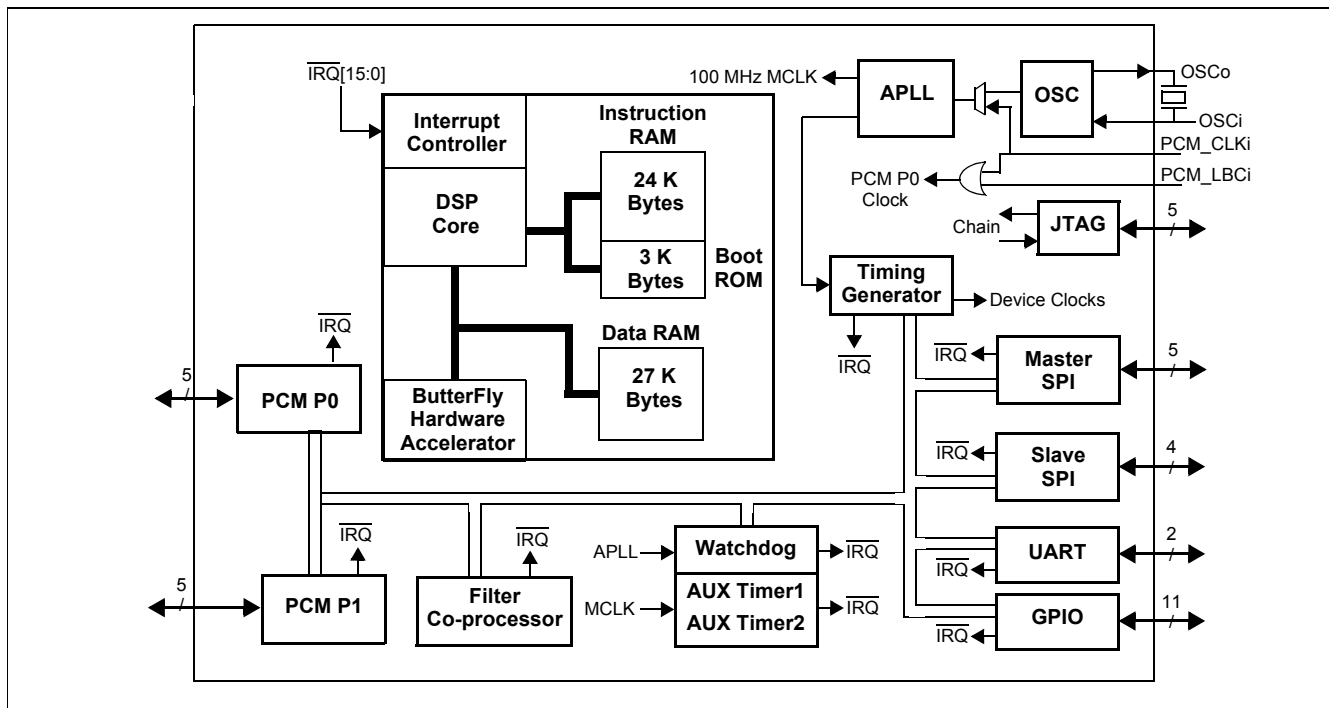 IRQ[15:0]
Interrupt
Controller
DSP
Core
Instruction
RAM
24 K
Bytes
3 K
Bytes
Boot
ROM
Data RAM
27 K
Bytes
ButterFly
Hardware
Accelerator
100 MHz MCLK
APLL
OSC
OSCo
OSCi
PCM_CLKi
PCM_LBCi
PCM P0
Clock
Chain
JTAG
5
Timing
Generator
Device Clocks
IRQ
IRQ
Master
SPI
5
IRQ
Slave
SPI
4
UART
IRQ
2
GPIO
IRQ
11
IRQ
5
PCM P0
IRQ
5
PCM P1
IRQ
Filter
Co-processor
APLL
Watchdog
IRQ
MCLK
AUX Timer1
AUX Timer2
IRQ